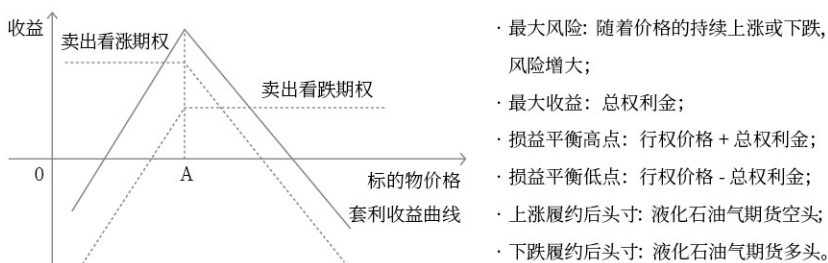 收益
卖出看涨期权
卖出看跌期权
0
A
标的物价格
套利收益曲线
· 最大风险: 随着价格的持续上涨或下跌,
风险增大;
· 最大收益: 总权利金;
· 损益平衡高点: 行权价格 + 总权利金;
· 损益平衡低点: 行权价格 - 总权利金;
· 上涨履约后头寸: 液化石油气期货空头;
· 下跌履约后头寸: 液化石油气期货多头。